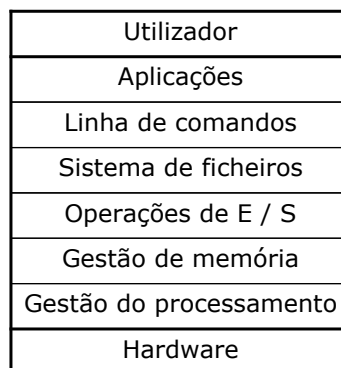 Utilizador
Aplicações
Linha de comandos
Sistema de ficheiros
Operações de E / S
Gestão de memória
Gestão do processamento
Hardware